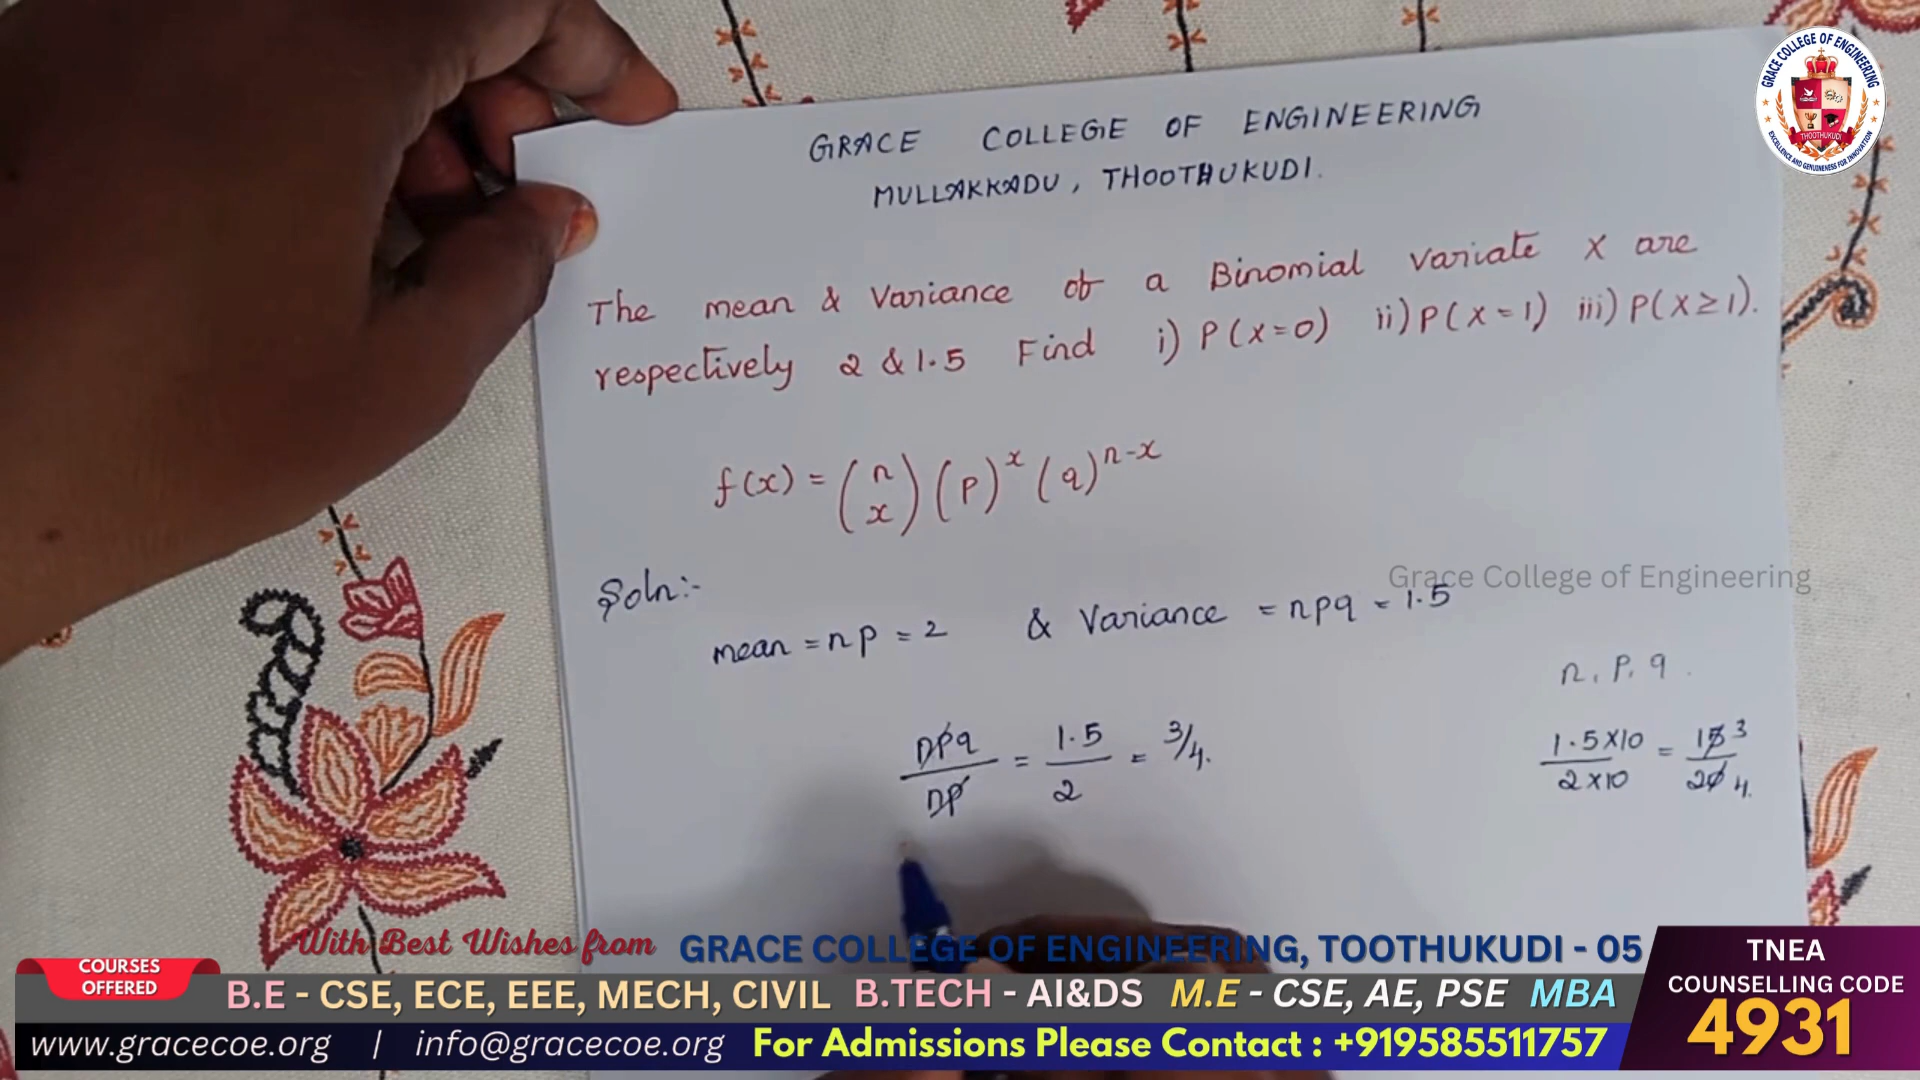 GRACE COLLEGE OF ENGINEERING
THOOTHUKUDI
EXCELLENCE AND GENUINENESS FOR INNOVATION
GRACE COLLEGE OF ENGINEERING
MULLAKKADU, THOOTHUKUDI.
The mean & Variance of a Binomial variate X are
respectively 2 & 1.5 Find i) P(x=0) ii) P(x=1) iii) P(X≥1).
f(x) = (n x) (p)^x (q)^n-x
Soln:-
mean = np = 2 & Variance = npq = 1.5
Grace College of Engineering
n, p, q.
npq/np = 1.5/2 = 3/4.
1.5×10/2×10 = 15 3/20 4.
With Best Wishes from GRACE COLLEGE OF ENGINEERING, TOOTHUKUDI - 05
COURSES
OFFERED
B.E - CSE, ECE, EEE, MECH, CIVIL B.TECH - AI&DS M.E - CSE, AE, PSE MBA
www.gracecoe.org | info@gracecoe.org For Admissions Please Contact : +919585511757
TNEA
COUNSELLING CODE
4931